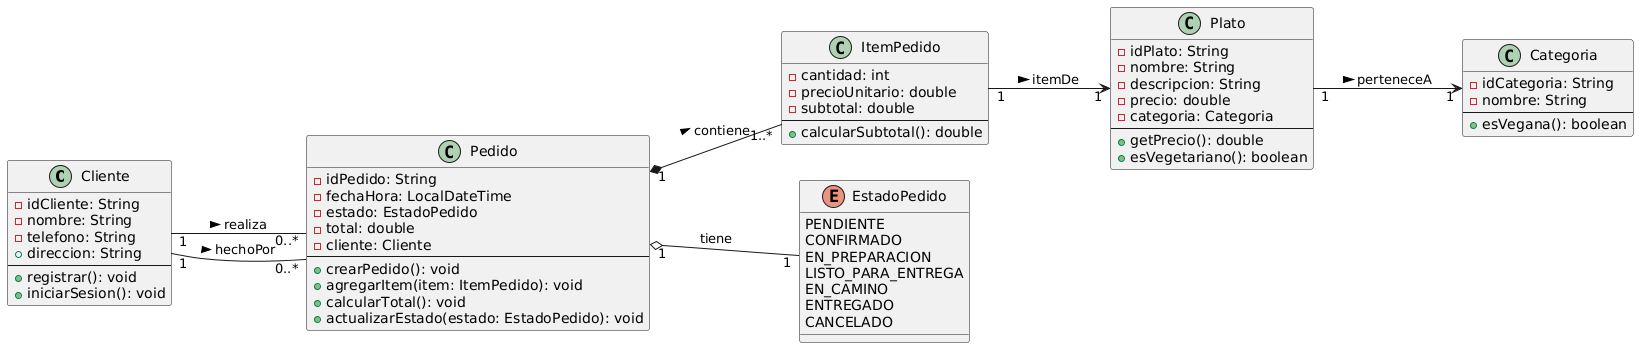 C Cliente
idCliente: String
nombre: String
telefono: String
direccion: String
registrar(): void
iniciarSesion(): void
realiza
1
0..*
hechoPor
1
0..*
C Pedido
idPedido: String
fechaHora: LocalDateTime
estado: EstadoPedido
total: double
cliente: Cliente
crearPedido(): void
agregarItem(item: ItemPedido): void
calcularTotal(): void
actualizarEstado(estado: EstadoPedido): void
contiene
1
1..*
tiene
1
1
C ItemPedido
cantidad: int
precioUnitario: double
subtotal: double
calcularSubtotal(): double
E EstadoPedido
PENDIENTE
CONFIRMADO
EN_PREPARACION
LISTO_PARA_ENTREGA
EN_CAMINO
ENTREGADO
CANCELADO
itemDe
1
1
C Plato
idPlato: String
nombre: String
descripcion: String
precio: double
categoria: Categoria
getPrecio(): double
esVegetariano(): boolean
perteneceA
1
1
C Categoria
idCategoria: String
nombre: String
esVegana(): boolean